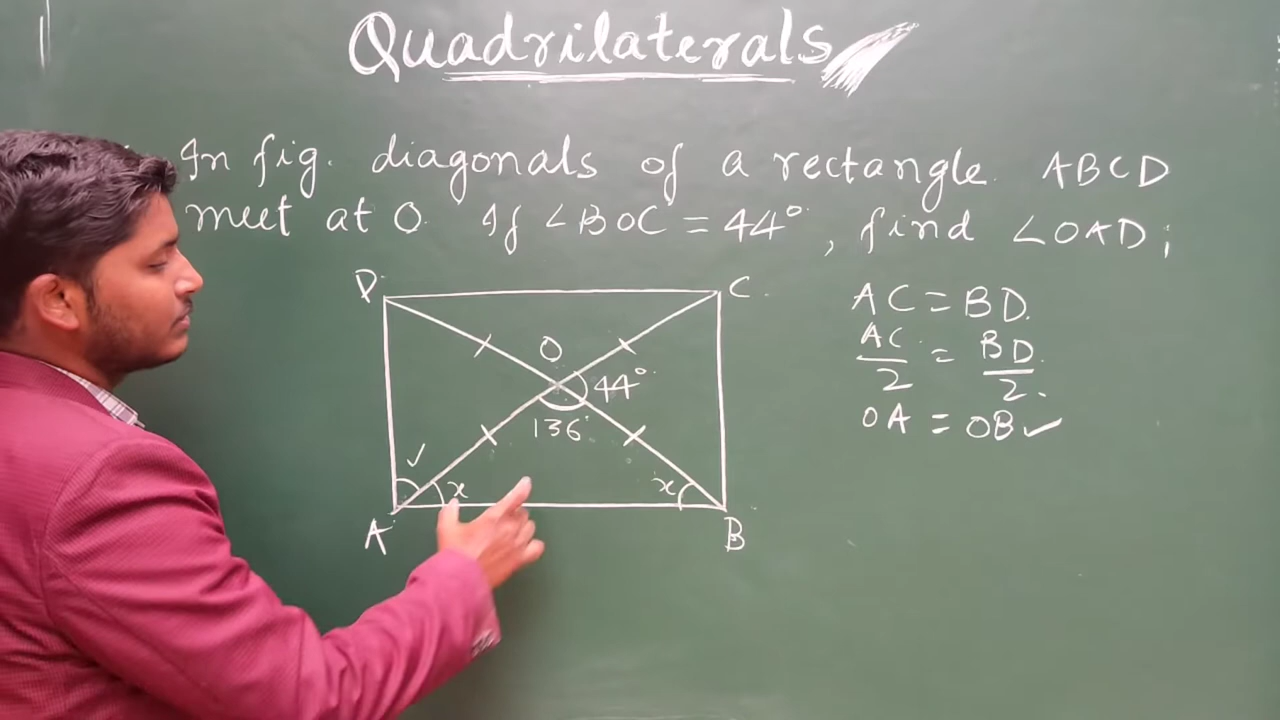 Quadrilaterals
In fig. diagonals of a rectangle ABCD
meet at O. If ∠BOC = 44°, find ∠OAD;
D
C
O
44°
136°
x
x
A
B
AC = BD.
AC/2 = BD/2.
OA = OB ✓